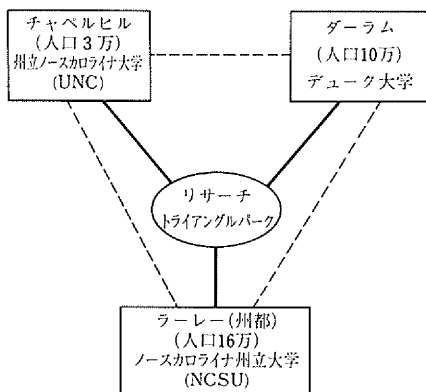 チャペルヒル
(人口3万)
州立ノースカロライナ大学
(UNC)
ダーラム
(人口10万)
デューク大学
リサーチ
トライアングルパーク
ラーレー(州都)
(人口16万)
ノースカロライナ州立大学
(NCSU)